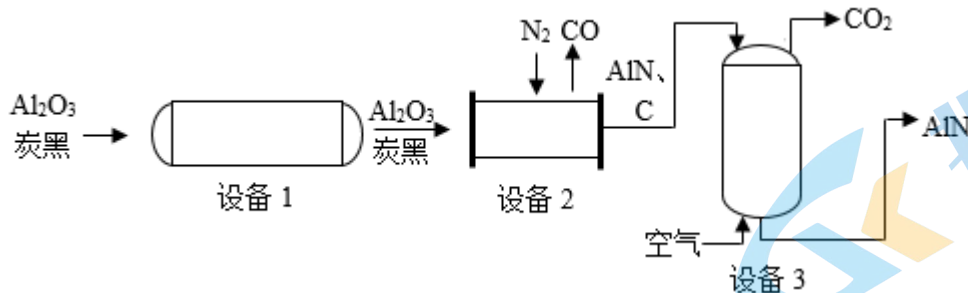 Al₂O₃
炭黑
设备 1
Al₂O₃
炭黑
N₂ CO
设备 2
AlN、
C
CO₂
AlN
空气
设备 3